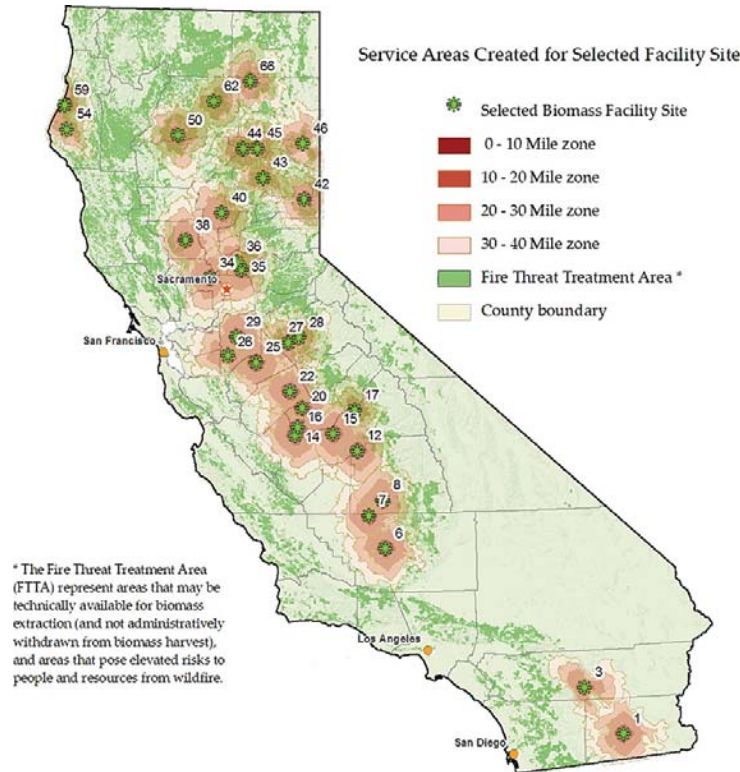 Service Areas Created for Selected Facility Site
Selected Biomass Facility Site
0 - 10 Mile zone
10 - 20 Mile zone
20 - 30 Mile zone
30 - 40 Mile zone
Fire Threat Treatment Area *
County boundary
66
62
59
54
50
44
45
46
43
42
40
38
36
34
35
Sacramento
29
27
28
San Francisco
26
25
22
20
17
16
15
14
12
8
7
6
* The Fire Threat Treatment Area
(FTTA) represent areas that may be
technically available for biomass
extraction (and not administratively
withdrawn from biomass harvest),
and areas that pose elevated risks to
people and resources from wildfire.
Los Angeles
3
1
San Diego